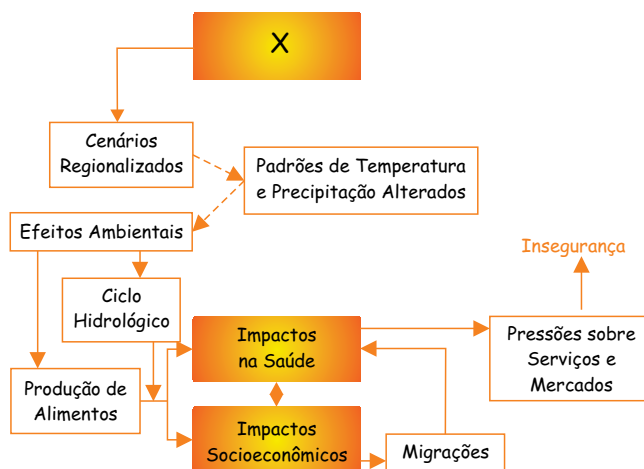 X
Cenários
Regionalizados
Padrões de Temperatura
e Precipitação Alterados
Efeitos Ambientais
Insegurança
Ciclo
Hidrológico
Impactos
na Saúde
Pressões sobre
Serviços e
Mercados
Produção de
Alimentos
Impactos
Socioeconômicos
Migrações